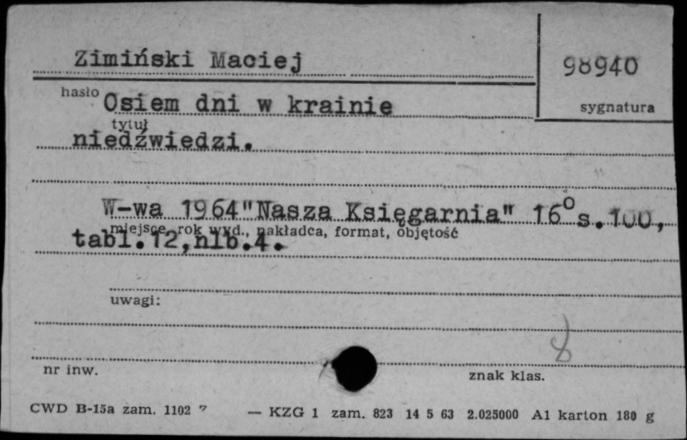 Zimiński Maciej
98940
hasło
sygnatura
Osiem dni w krainie
tytuł
niedźwiedzi.
W-wa 1964"Nasza Księgarnia" 16° s.100,
miejsce, rok wyd., nakładca, format, objętość
tabl.12,nlb.4.
uwagi:
8
nr inw.
znak klas.
CWD B-15a zam. 1102 — KZG 1 zam. 823 14 5 63 2.025000 A1 karton 180 g